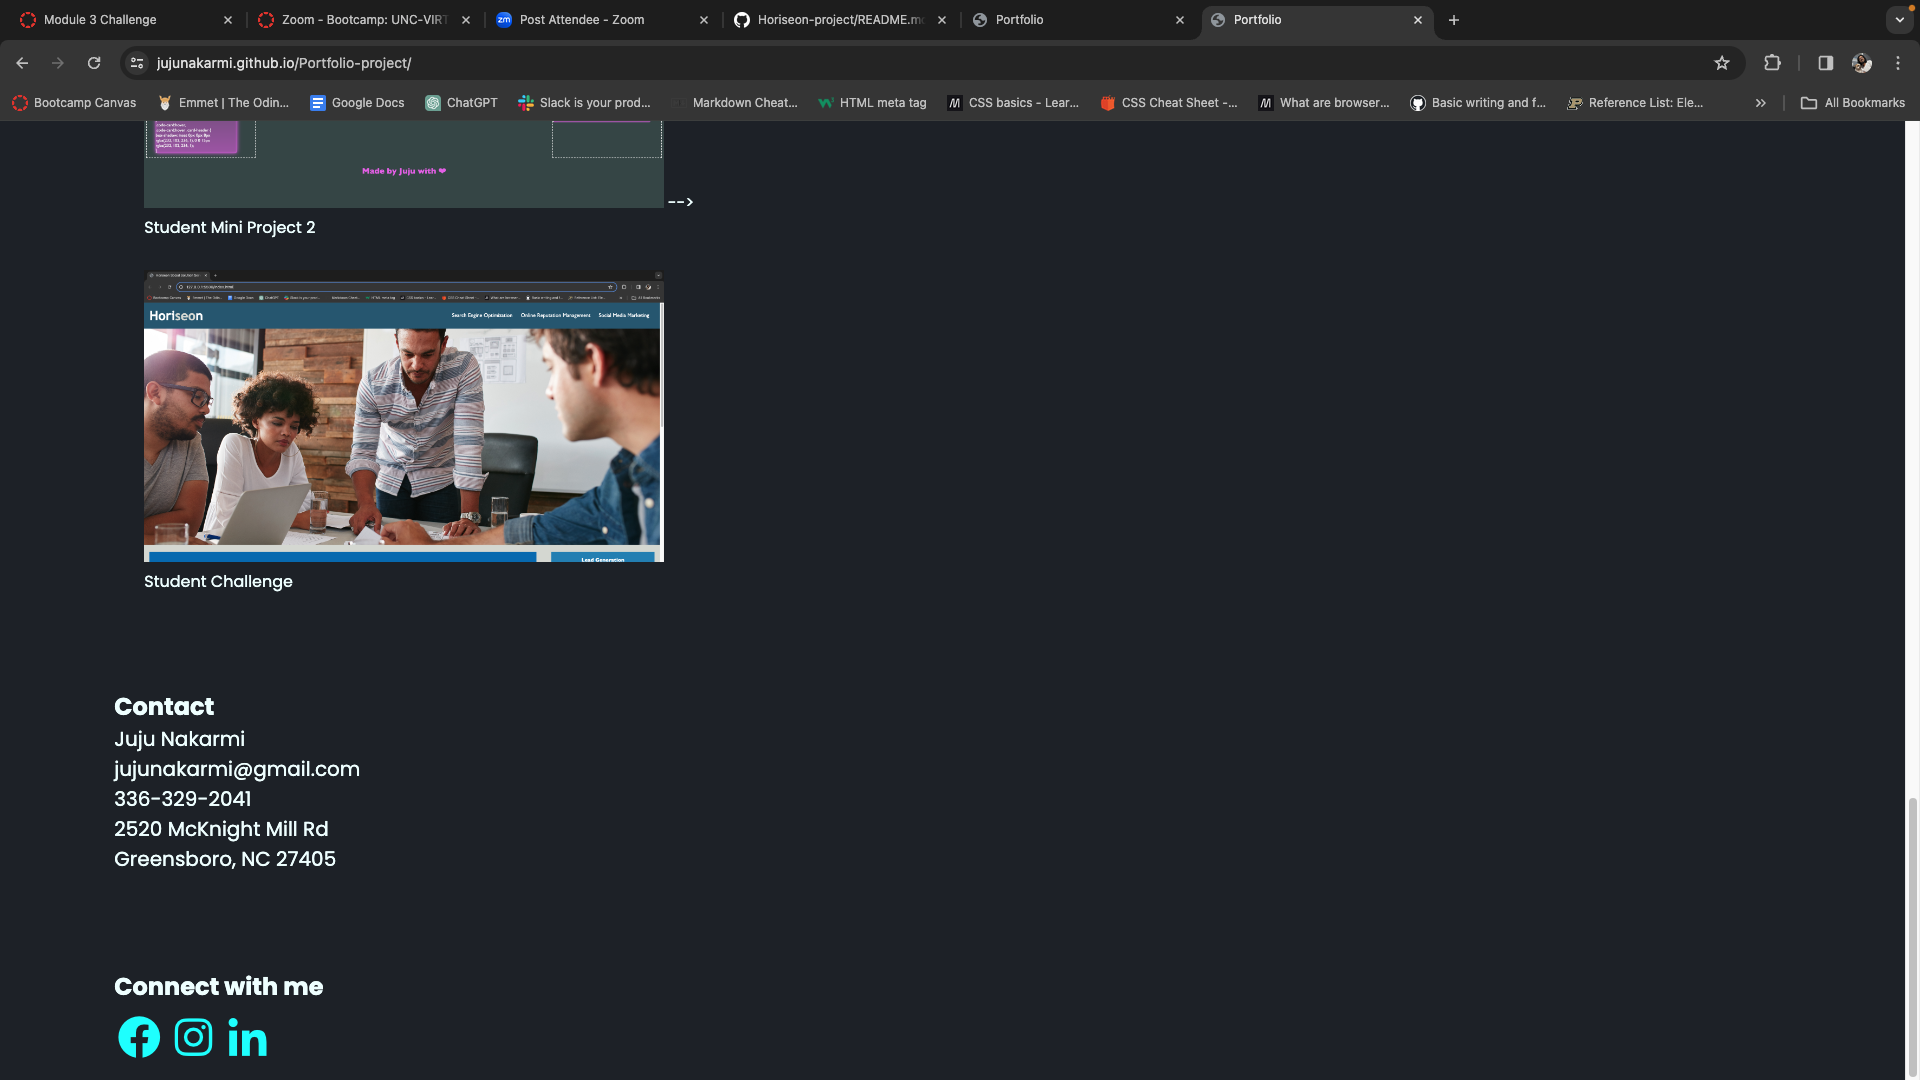 Module 3 Challenge
Zoom - Bootcamp: UNC-VIRT
Post Attendee - Zoom
Horiseon-project/README.md
Portfolio
Portfolio
jujunakarmi.github.io/Portfolio-project/
Bootcamp Canvas
Emmet | The Odin...
Google Docs
ChatGPT
Slack is your prod...
Markdown Cheat...
HTML meta tag
CSS basics - Lear...
CSS Cheat Sheet -...
What are browser...
Basic writing and f...
Reference List: Ele...
All Bookmarks
Made by Juju with ❤
-->
Student Mini Project 2
Horiseon
Search Engine Optimization
Online Reputation Management
Social Media Marketing
Lead Generation
Student Challenge
Contact
Juju Nakarmi
jujunakarmi@gmail.com
336-329-2041
2520 McKnight Mill Rd
Greensboro, NC 27405
Connect with me